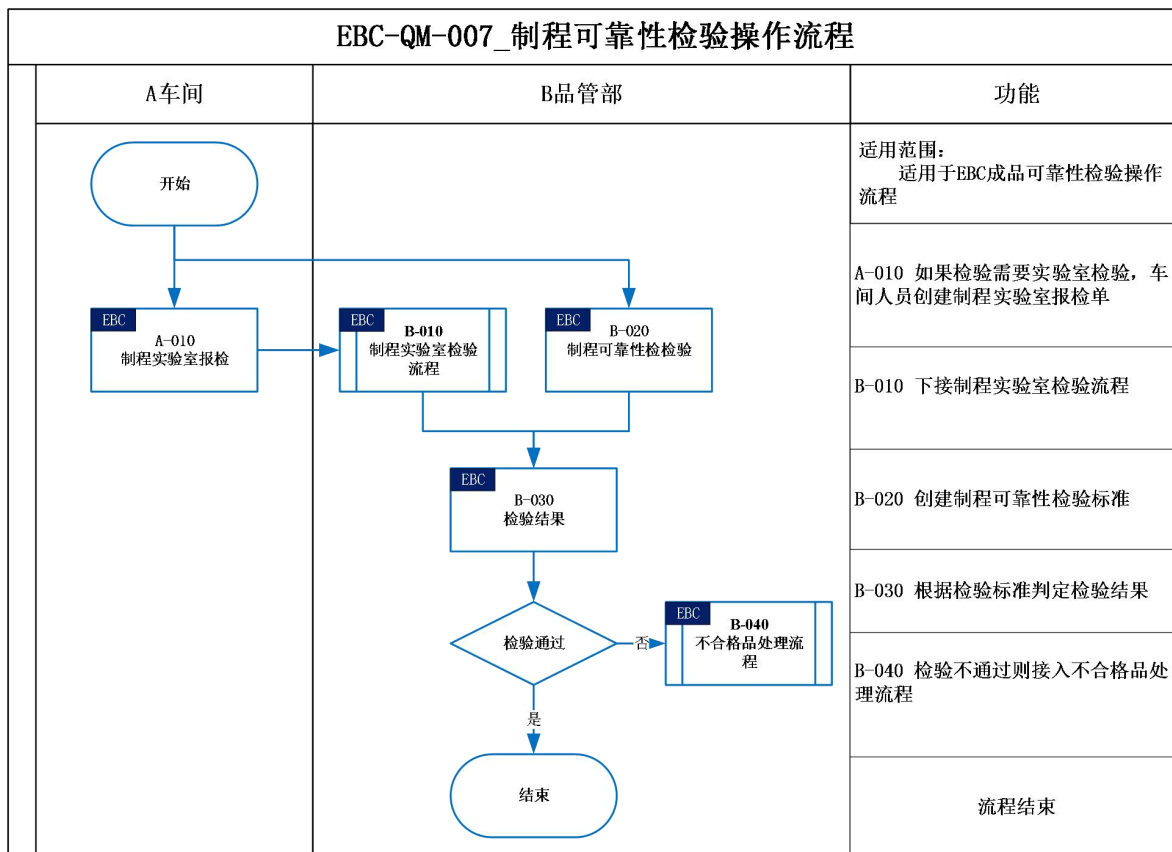 EBC-QM-007_制程可靠性检验操作流程
A车间
B品管部
功能
开始
适用范围：
适用于EBC成品可靠性检验操作
流程
EBC
A-010
制程实验室报检
EBC
B-010
制程实验室检验
流程
EBC
B-020
制程可靠性检检验
A-010 如果检验需要实验室检验，车
间人员创建制程实验室报检单
B-010 下接制程实验室检验流程
EBC
B-030
检验结果
B-020 创建制程可靠性检验标准
B-030 根据检验标准判定检验结果
检验通过
否
EBC
B-040
不合格品处理流
程
B-040 检验不通过则接入不合格品处
理流程
是
结束
流程结束